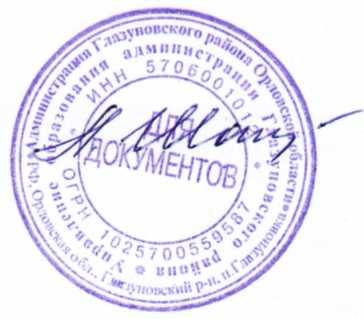 Администрация Глазуновского района Орловской области
Орловская обл., Глазуновский р-н, п. Глазуновка
Управление образования администрации Глазуновского района
ИНН 570600101
ОГРН 1025700559587
ДЛЯ
ДОКУМЕНТОВ